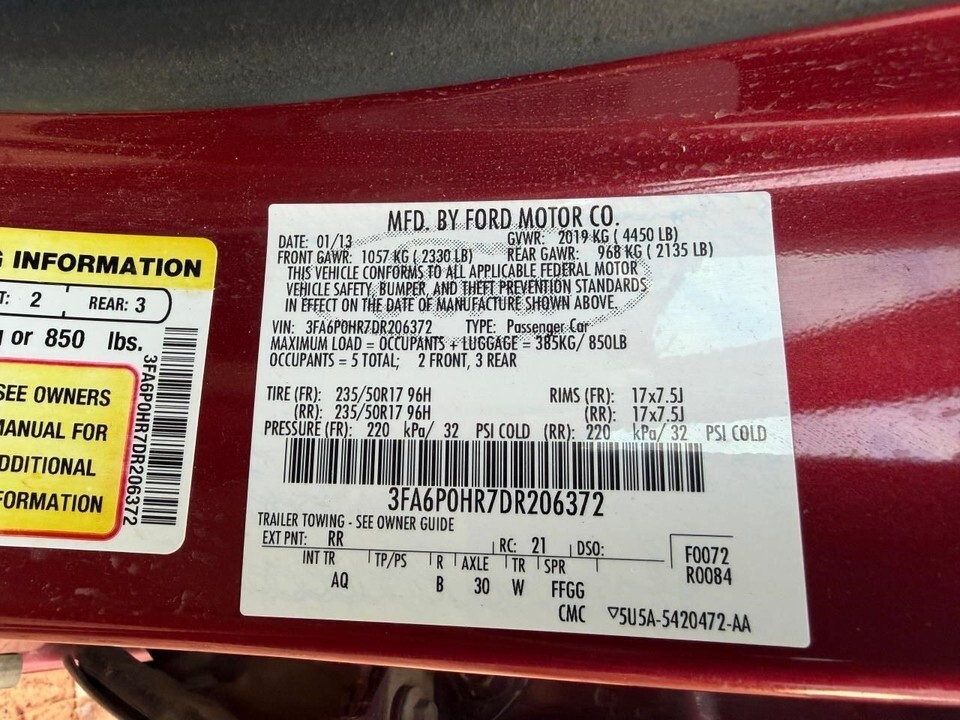 G INFORMATION
T: 2 REAR: 3
or 850 lbs.
SEE OWNERS
MANUAL FOR
DDITIONAL
FORMATION
3FA6P0HR7DR206372
MFD. BY FORD MOTOR CO.
DATE: 01/13 GVWR: 2019 KG ( 4450 LB)
FRONT GAWR: 1057 KG ( 2330 LB) REAR GAWR: 968 KG ( 2135 LB)
THIS VEHICLE CONFORMS TO ALL APPLICABLE FEDERAL MOTOR
VEHICLE SAFETY, BUMPER, AND THEFT PREVENTION STANDARDS
IN EFFECT ON THE DATE OF MANUFACTURE SHOWN ABOVE.
VIN: 3FA6P0HR7DR206372 TYPE: Passenger Car
MAXIMUM LOAD = OCCUPANTS + LUGGAGE = 385KG/ 850LB
OCCUPANTS = 5 TOTAL; 2 FRONT, 3 REAR
TIRE (FR): 235/50R17 96H RIMS (FR): 17x7.5J
(RR): 235/50R17 96H (RR): 17x7.5J
PRESSURE (FR): 220 kPa/ 32 PSI COLD (RR): 220 kPa/ 32 PSI COLD
3FA6P0HR7DR206372
TRAILER TOWING - SEE OWNER GUIDE
EXT PNT: RR RC: 21 DSO:
F0072
INT TR TP/PS R AXLE TR SPR
R0084
AQ B 30 W FFGG
CMC ▽5U5A-5420472-AA